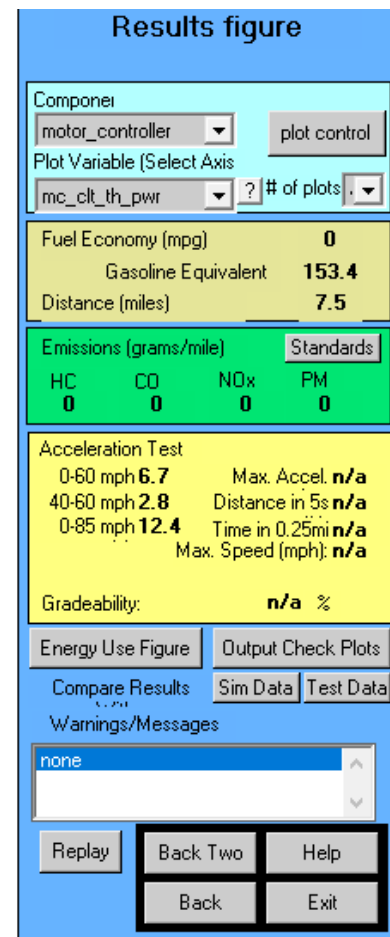 Results figure
Componer
motor_controller
plot control
Plot Variable (Select Axis
mc_clt_th_pwr
?
# of plots
Fuel Economy (mpg) 0
Gasoline Equivalent 153.4
Distance (miles) 7.5
Emissions (grams/mile) Standards
HC CO NOx PM
0 0 0 0
Acceleration Test
0-60 mph 6.7 Max. Accel. n/a
40-60 mph 2.8 Distance in 5s n/a
0-85 mph 12.4 Time in 0.25mi n/a
Max. Speed (mph): n/a
Gradeability: n/a %
Energy Use Figure Output Check Plots
Compare Results Sim Data Test Data
Warnings/Messages
none
Replay Back Two Help
Back Exit